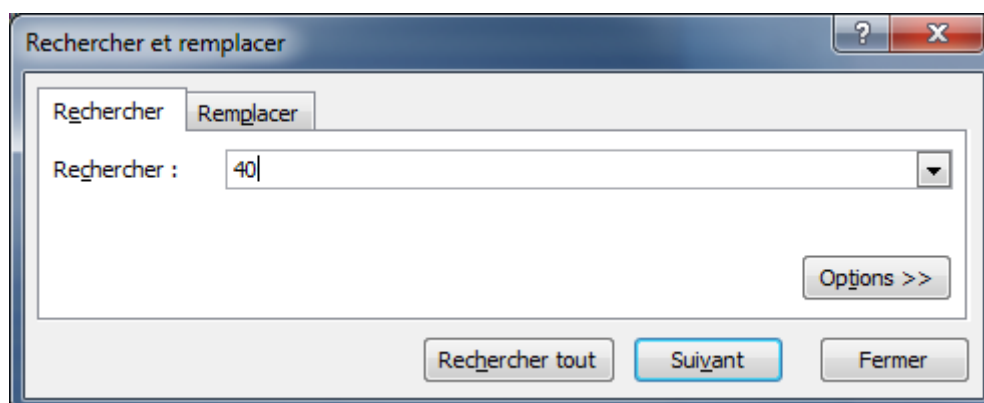 Rechercher et remplacer
Rechercher Remplacer
Rechercher : 40
Options >>
Rechercher tout Suivant Fermer